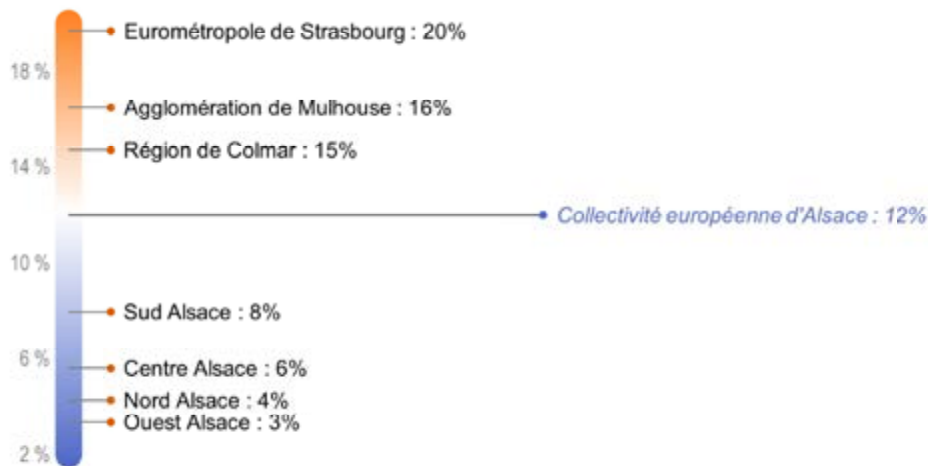 Eurométropole de Strasbourg : 20%
18 %
Agglomération de Mulhouse : 16%
Région de Colmar : 15%
14 %
Collectivité européenne d'Alsace : 12%
10 %
Sud Alsace : 8%
6 %
Centre Alsace : 6%
Nord Alsace : 4%
Ouest Alsace : 3%
2 %